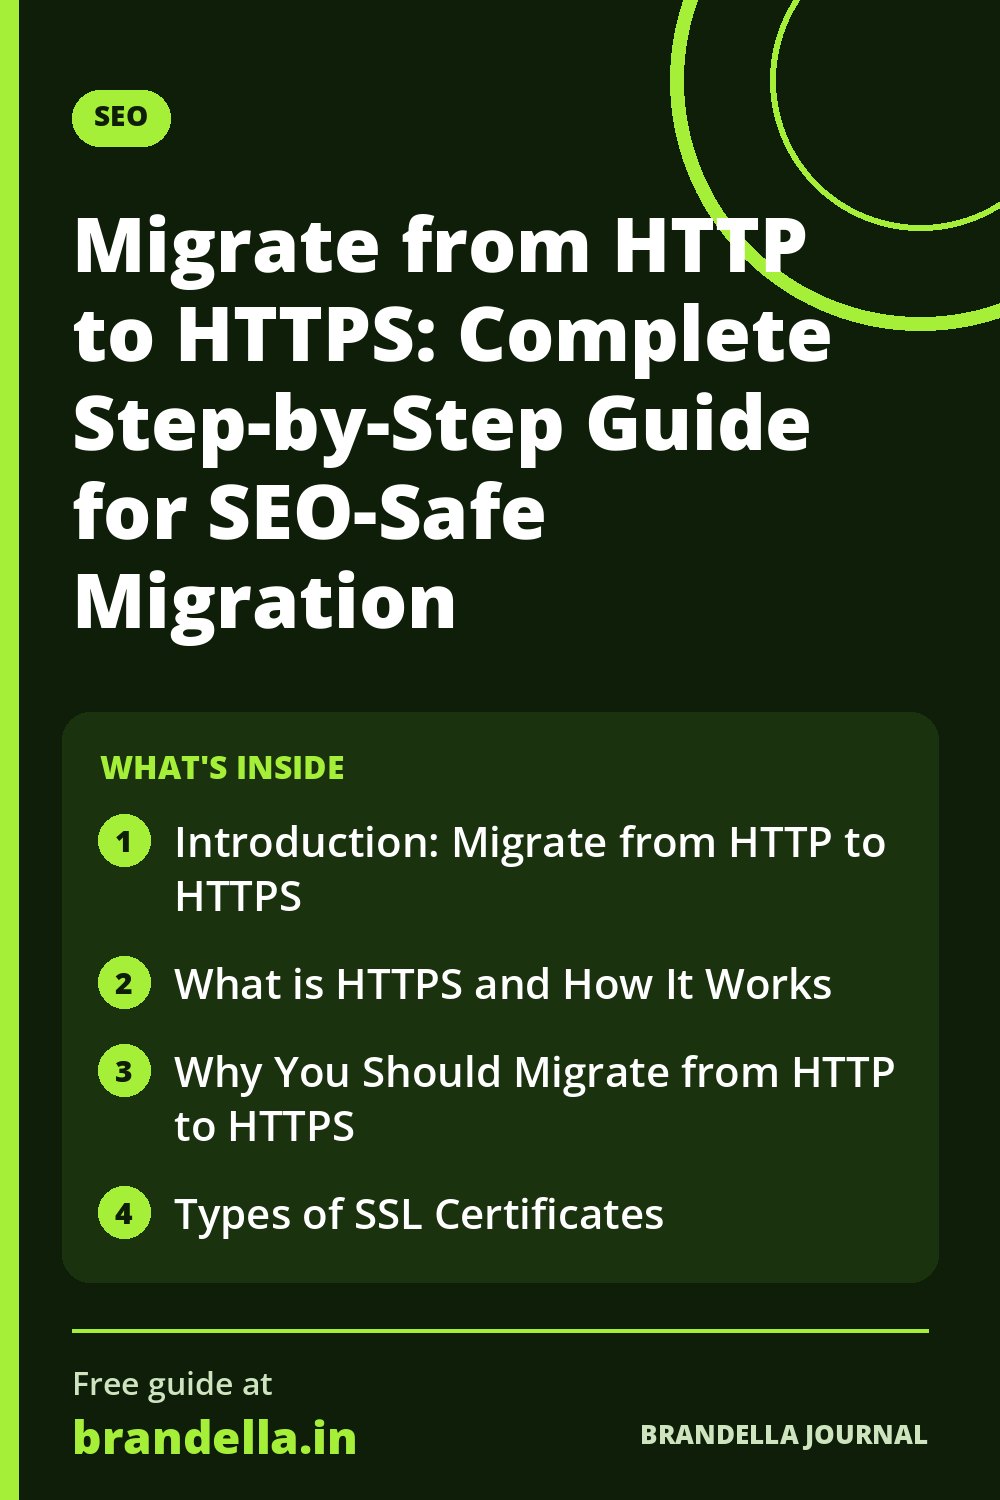 SEO
Migrate from HTTP
to HTTPS: Complete
Step-by-Step Guide
for SEO-Safe
Migration
WHAT'S INSIDE
1 Introduction: Migrate from HTTP to
HTTPS
2 What is HTTPS and How It Works
3 Why You Should Migrate from HTTP
to HTTPS
4 Types of SSL Certificates
Free guide at
brandella.in
BRANDELLA JOURNAL